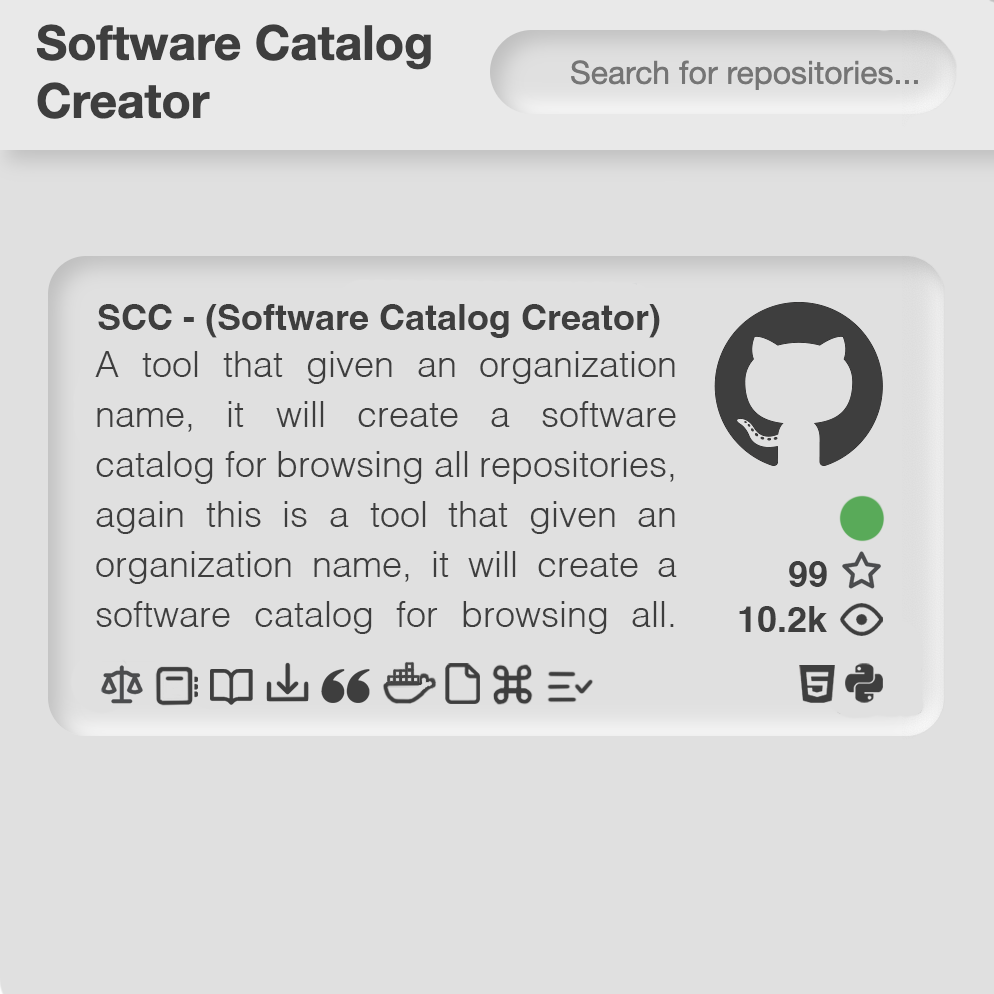 Software Catalog
Creator
Search for repositories...
SCC - (Software Catalog Creator)
A tool that given an organization
name, it will create a software
catalog for browsing all repositories,
again this is a tool that given an
organization name, it will create a
software catalog for browsing all.
99
10.2k